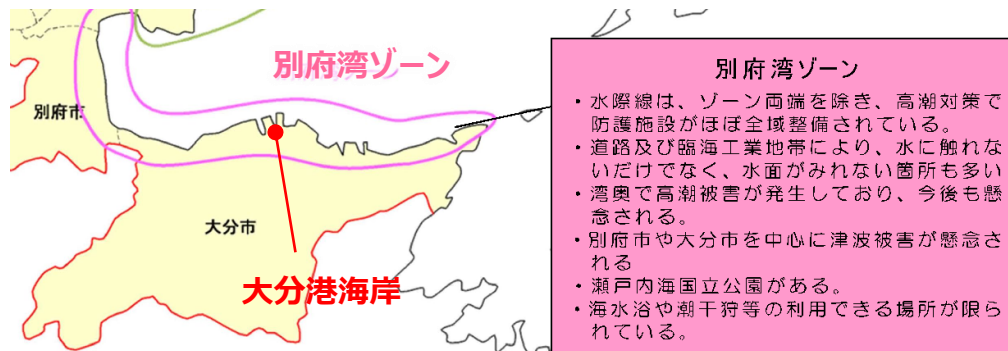 別府湾ゾーン
別府市
大分市
大分港海岸
別府湾ゾーン
・水際線は、ゾーン両端を除き、高潮対策で
防護施設がほぼ全域整備されている。
・道路及び臨海工業地帯により、水に触れな
いだけでなく、水面がみれない箇所も多い
・湾奥で高潮被害が発生しており、今後も懸
念される。
・別府市や大分市を中心に津波被害が懸念さ
れる
・瀬戸内海国立公園がある。
・海水浴や潮干狩等の利用できる場所が限ら
れている。